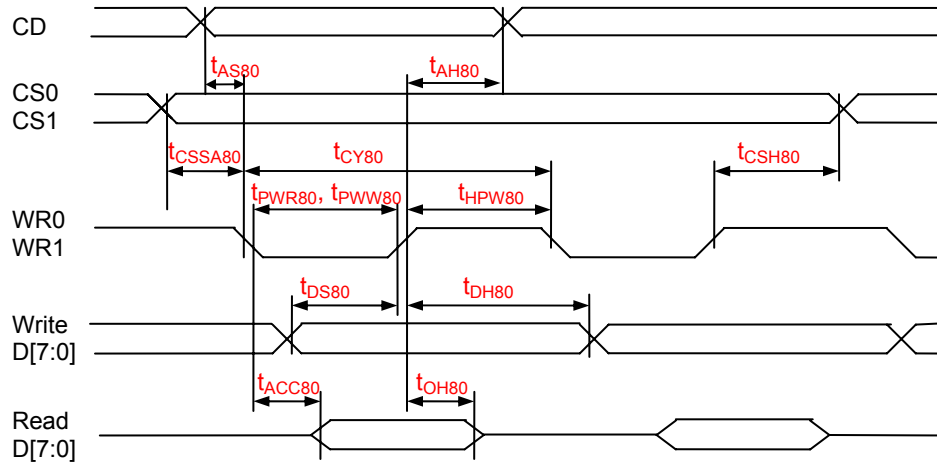 CD
tAS80 tAH80
CS0
CS1
tCSSA80 tCY80 tCSH80
tPWR80, tPWW80 tHPW80
WR0
WR1
tDS80 tDH80
Write
D[7:0]
tACC80 tOH80
Read
D[7:0]